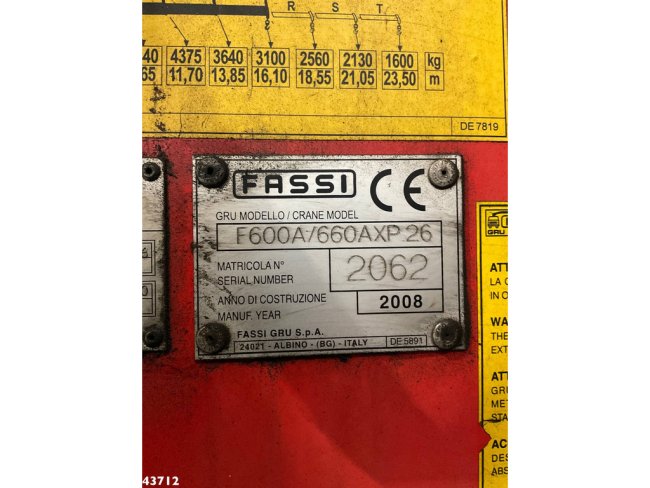 R S T
40 4375 3640 3100 2560 2130 1600 kg
65 11,70 13,85 16,10 18,55 21,05 23,50 m
DE 7819
FASSI CE
GRU MODELLO / CRANE MODEL
F600A/660AXP 26
MATRICOLA N°
SERIAL NUMBER
2062
ANNO DI COSTRUZIONE
MANUF. YEAR
2008
FASSI GRU S.p.A.
24021 - ALBINO - (BG) - ITALY
DE 5891
GRU
ATT
LA C
IN O
WA
THE
EXT
ATT
GRU
MET
STA
ACH
DES
ABS
43712